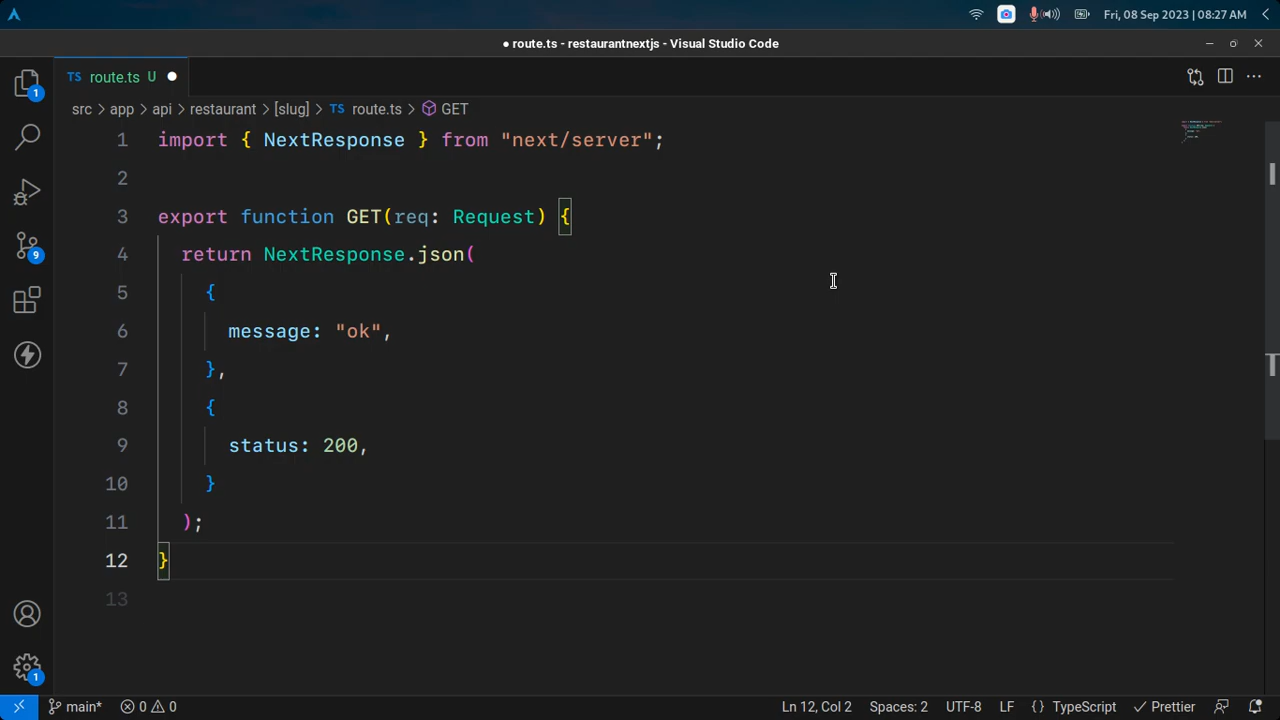 Fri, 08 Sep 2023 | 08:27 AM
● route.ts - restaurantnextjs - Visual Studio Code
TS route.ts U ●
src > app > api > restaurant > [slug] > TS route.ts > GET
1 import { NextResponse } from "next/server";
2
3 export function GET(req: Request) {
4 return NextResponse.json(
5 {
6 message: "ok",
7 },
8 {
9 status: 200,
10 }
11 );
12 }
13
1
9
1
main* 0 0 Ln 12, Col 2 Spaces: 2 UTF-8 LF {} TypeScript Prettier